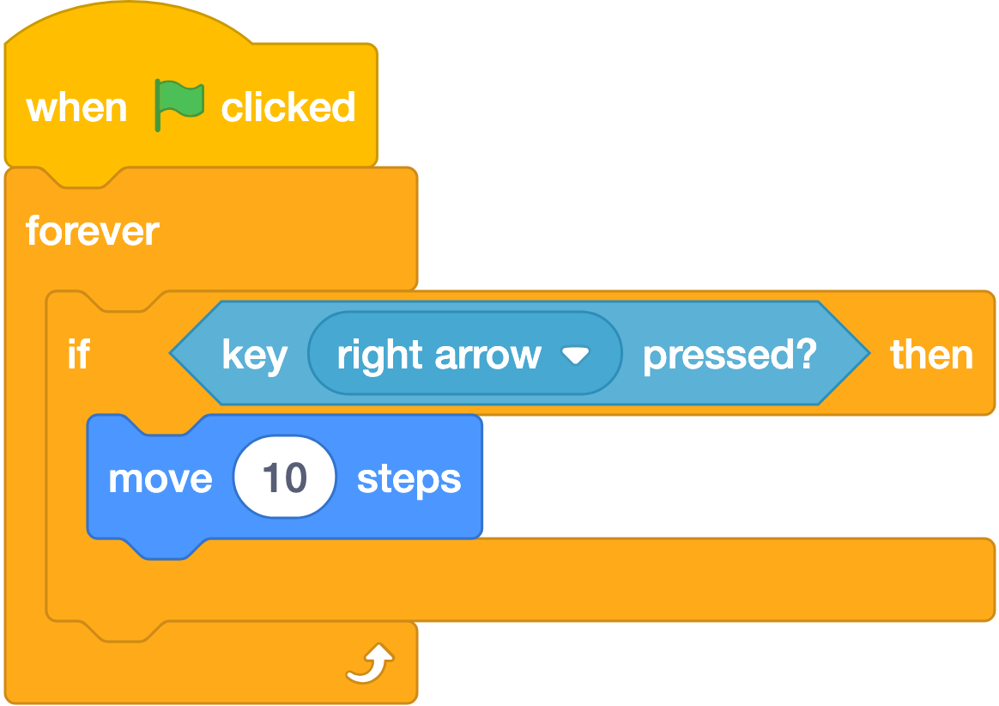 when clicked
forever
if key right arrow pressed? then
move 10 steps